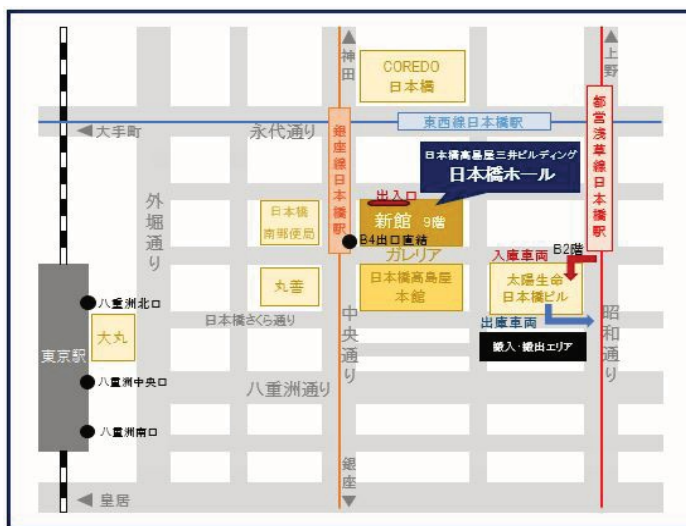 ▲神田
COREDO
日本橋
▲上野
◀大手町
永代通り
東西線日本橋駅
銀座線日本橋駅
都営浅草線日本橋駅
日本橋高島屋三井ビルディング
日本橋ホール
外堀通り
日本橋
南郵便局
出入口
新館 9階
B4出口直結
ガレリア
入庫車両
B2階
丸善
日本橋高島屋
本館
太陽生命
日本橋ビル
八重洲北口
日本橋さくら通り
出庫車両
大丸
中央通り
昭和通り
東京駅
搬入・搬出エリア
八重洲中央口
八重洲通り
八重洲南口
銀座▼
◀皇居